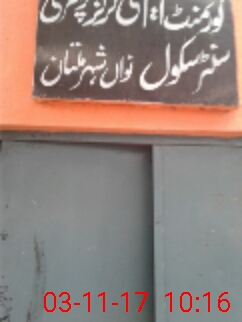 گورنمنٹ گرلز پرائمری
سنٹر سکول نواں شہر ملتان
03-11-17 10:16